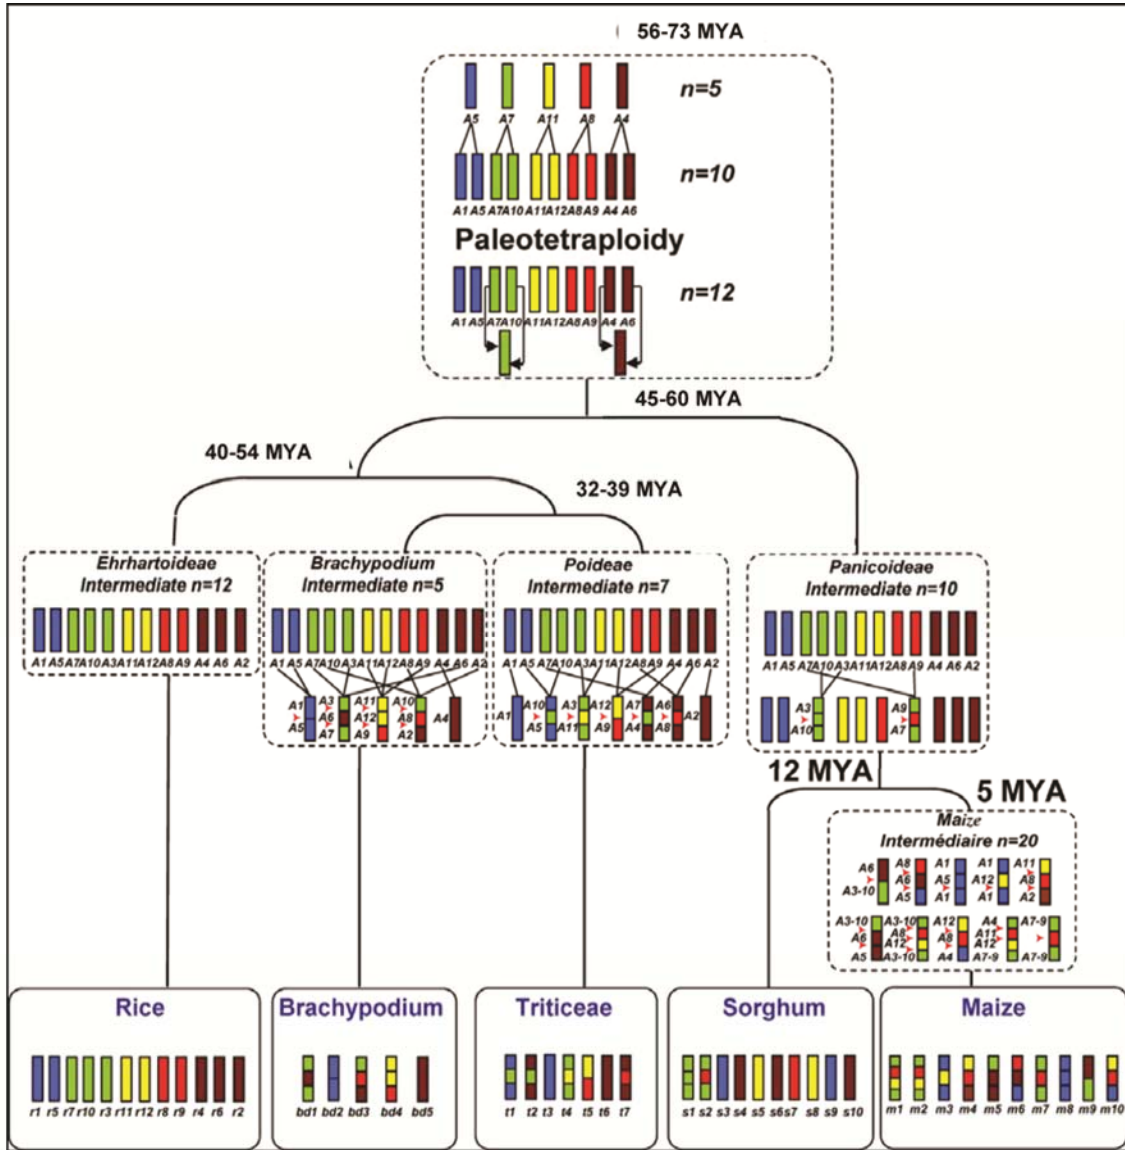 56-73 MYA
n=5
A5 A7 A11 A8 A4
n=10
A1 A5 A7 A10 A11 A12 A8 A9 A4 A6
Paleotetraploidy
n=12
A1 A5 A7 A10 A11 A12 A8 A9 A4 A6
45-60 MYA
40-54 MYA
32-39 MYA
Ehrhartoideae
Intermediate n=12
A1 A5 A7 A10 A3 A11 A12 A8 A9 A4 A6 A2
Brachypodium
Intermediate n=5
A1 A5 A7 A10 A3 A11 A12 A8 A9 A4 A6 A2
A1
A5
A3
A6
A7
A11
A12
A9
A10
A8
A2
A4
Poideae
Intermediate n=7
A1 A5 A7 A10 A3 A11 A12 A8 A9 A4 A6 A2
A1
A10
A5
A3
A11
A12
A9
A7
A4
A6
A8
A2
Panicoideae
Intermediate n=10
A1 A5 A7 A10 A3 A11 A12 A8 A9 A4 A6 A2
A3
A10
A9
A7
12 MYA
5 MYA
Maize
Intermédiaire n=20
A6
A3-10
A8
A6
A5
A1
A5
A1
A1
A12
A1
A11
A8
A2
A3-10
A6
A5
A3-10
A8
A12
A3-10
A12
A8
A4
A4
A11
A12
A7-9
A7-9
A7-9
Rice
r1 r5 r7 r10 r3 r11 r12 r8 r9 r4 r6 r2
Brachypodium
bd1 bd2 bd3 bd4 bd5
Triticeae
t1 t2 t3 t4 t5 t6 t7
Sorghum
s1 s2 s3 s4 s5 s6 s7 s8 s9 s10
Maize
m1 m2 m3 m4 m5 m6 m7 m8 m9 m10